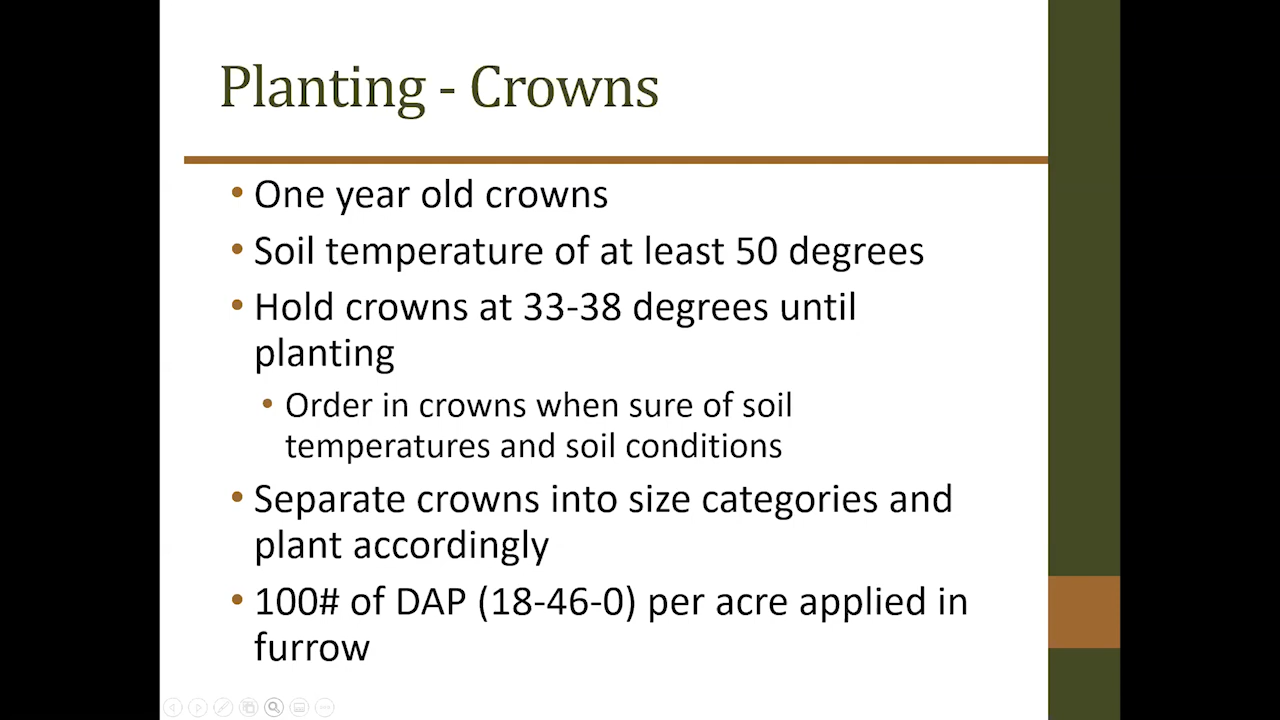 Planting - Crowns
• One year old crowns
• Soil temperature of at least 50 degrees
• Hold crowns at 33-38 degrees until
planting
• Order in crowns when sure of soil
temperatures and soil conditions
• Separate crowns into size categories and
plant accordingly
• 100# of DAP (18-46-0) per acre applied in
furrow